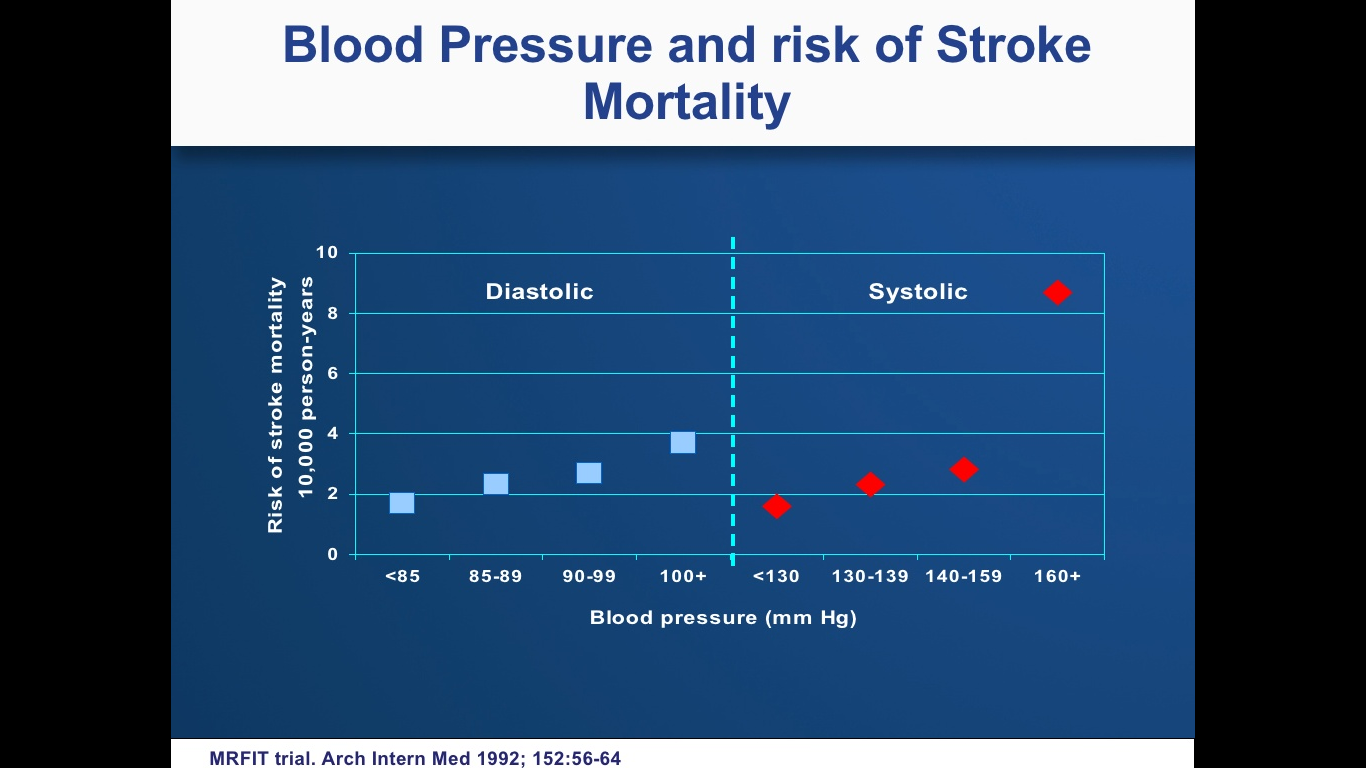 Blood Pressure and risk of Stroke
Mortality
Risk of stroke mortality
10,000 person-years
10
8
6
4
2
0
Diastolic
Systolic
<85 85-89 90-99 100+ <130 130-139 140-159 160+
Blood pressure (mm Hg)
MRFIT trial. Arch Intern Med 1992; 152:56-64